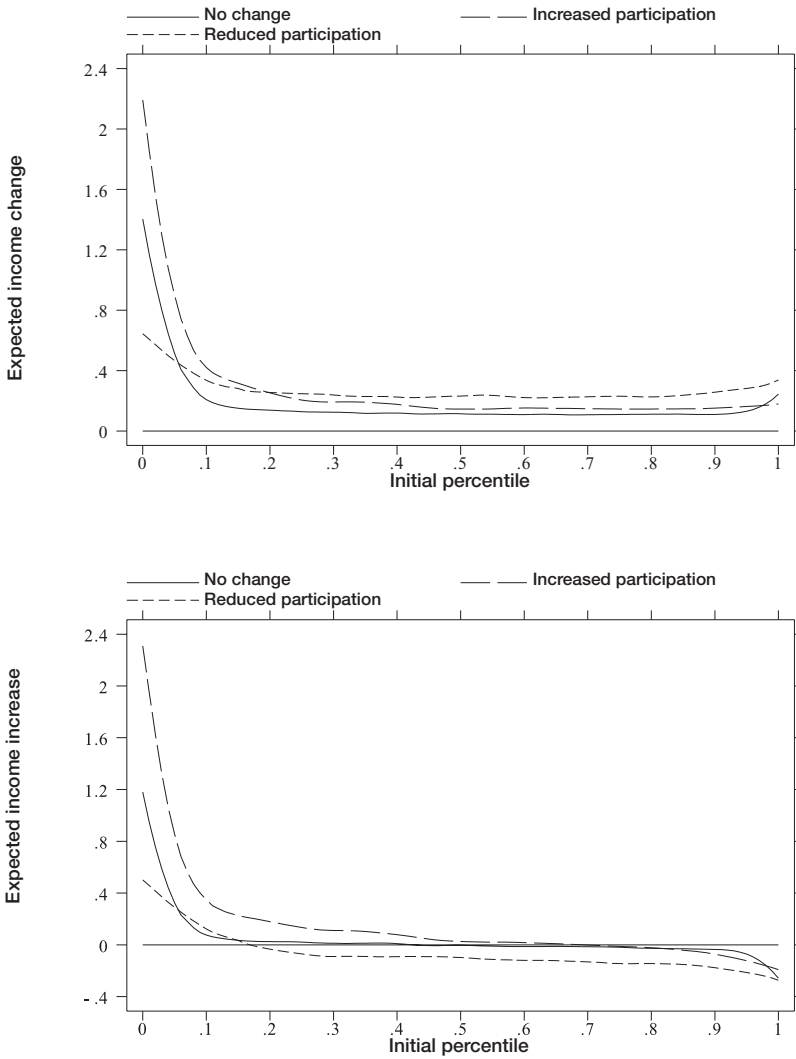 No change Increased participation
Reduced participation
Expected income change
2.4
2
1.6
1.2
.8
.4
0
0 .1 .2 .3 .4 .5 .6 .7 .8 .9 1
Initial percentile
No change Increased participation
Reduced participation
Expected income increase
2.4
2
1.6
1.2
.8
.4
0
-.4
0 .1 .2 .3 .4 .5 .6 .7 .8 .9 1
Initial percentile